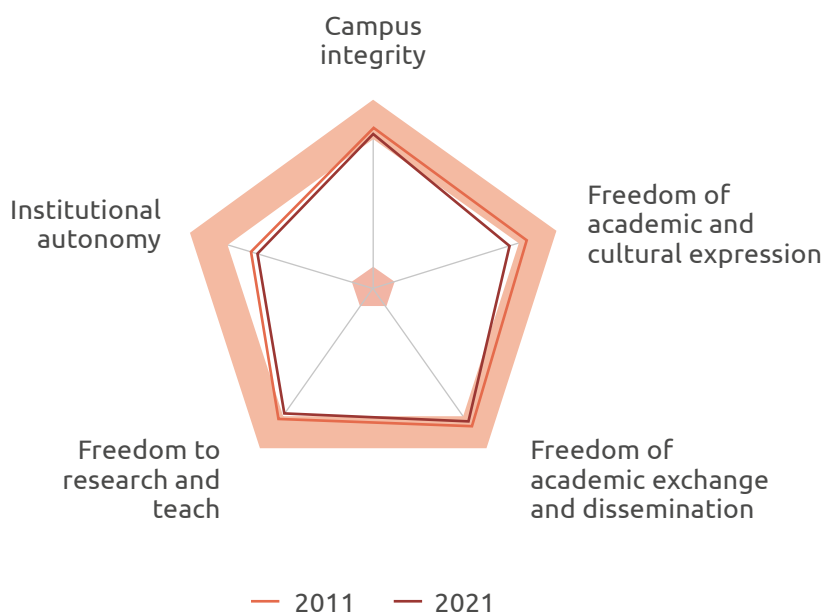 Campus
integrity
Institutional
autonomy
Freedom of
academic and
cultural expression
Freedom to
research and
teach
Freedom of
academic exchange
and dissemination
2011
2021